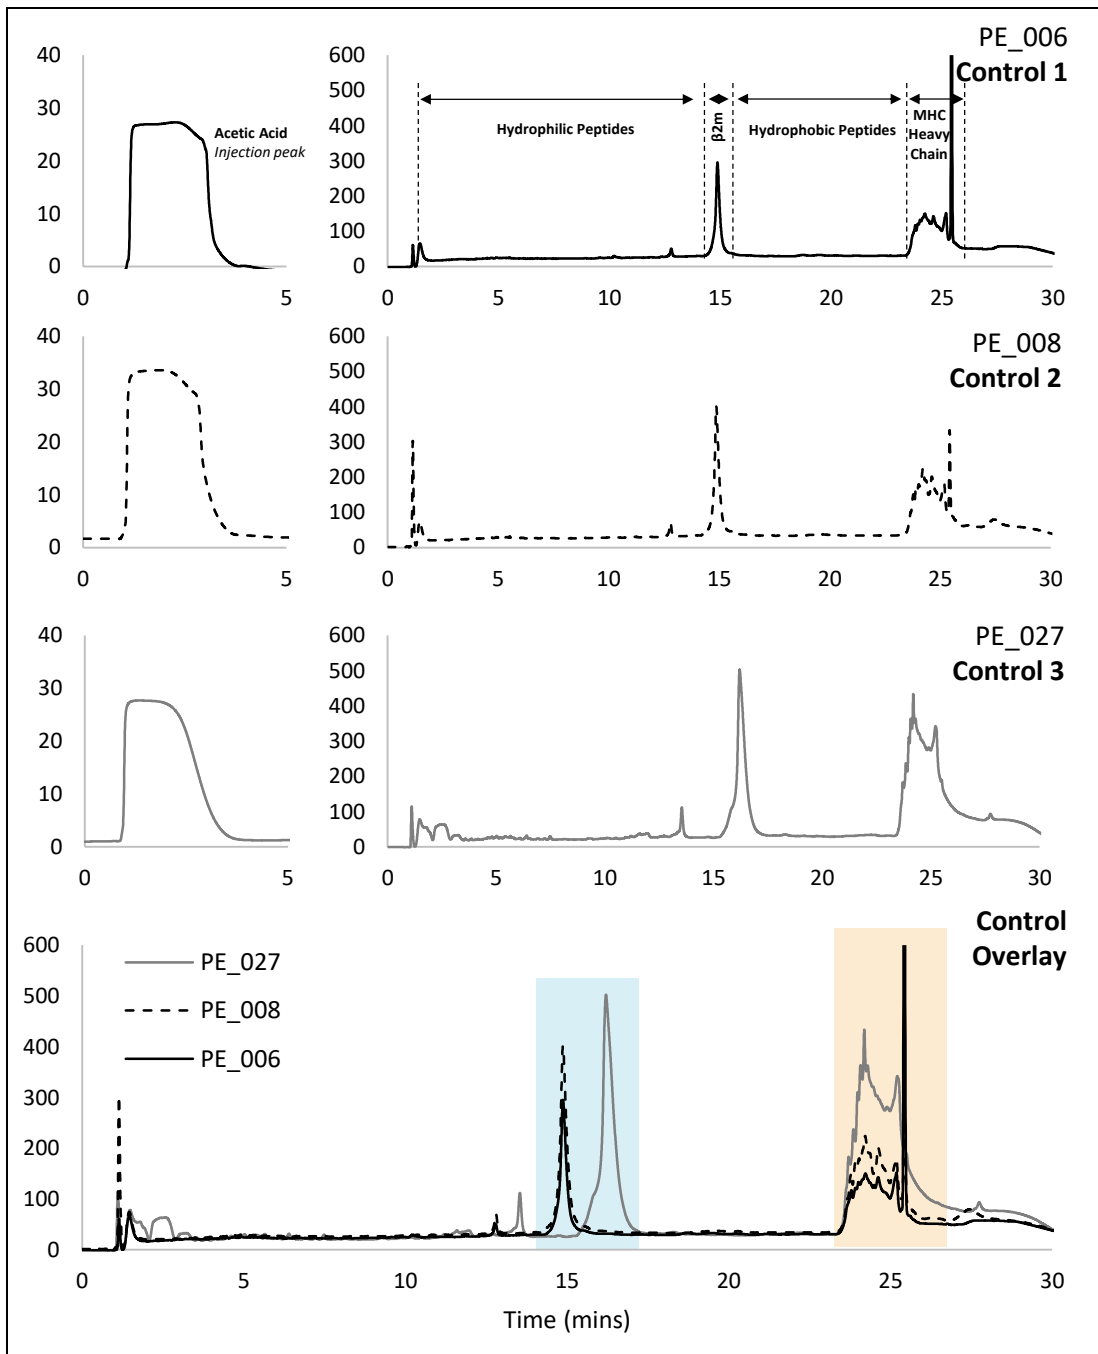 PE_006
Control 1
40
30
20
10
0
0 5
Acetic Acid
Injection peak
600
500
400
300
200
100
0
0 5 10 15 20 25 30
Hydrophilic Peptides
β2m
Hydrophobic Peptides
MHC
Heavy
Chain
PE_008
Control 2
40
30
20
10
0
0 5
600
500
400
300
200
100
0
0 5 10 15 20 25 30
PE_027
Control 3
40
30
20
10
0
0 5
600
500
400
300
200
100
0
0 5 10 15 20 25 30
Control
Overlay
600
500
400
300
200
100
0
PE_027
PE_008
PE_006
0 5 10 15 20 25 30
Time (mins)